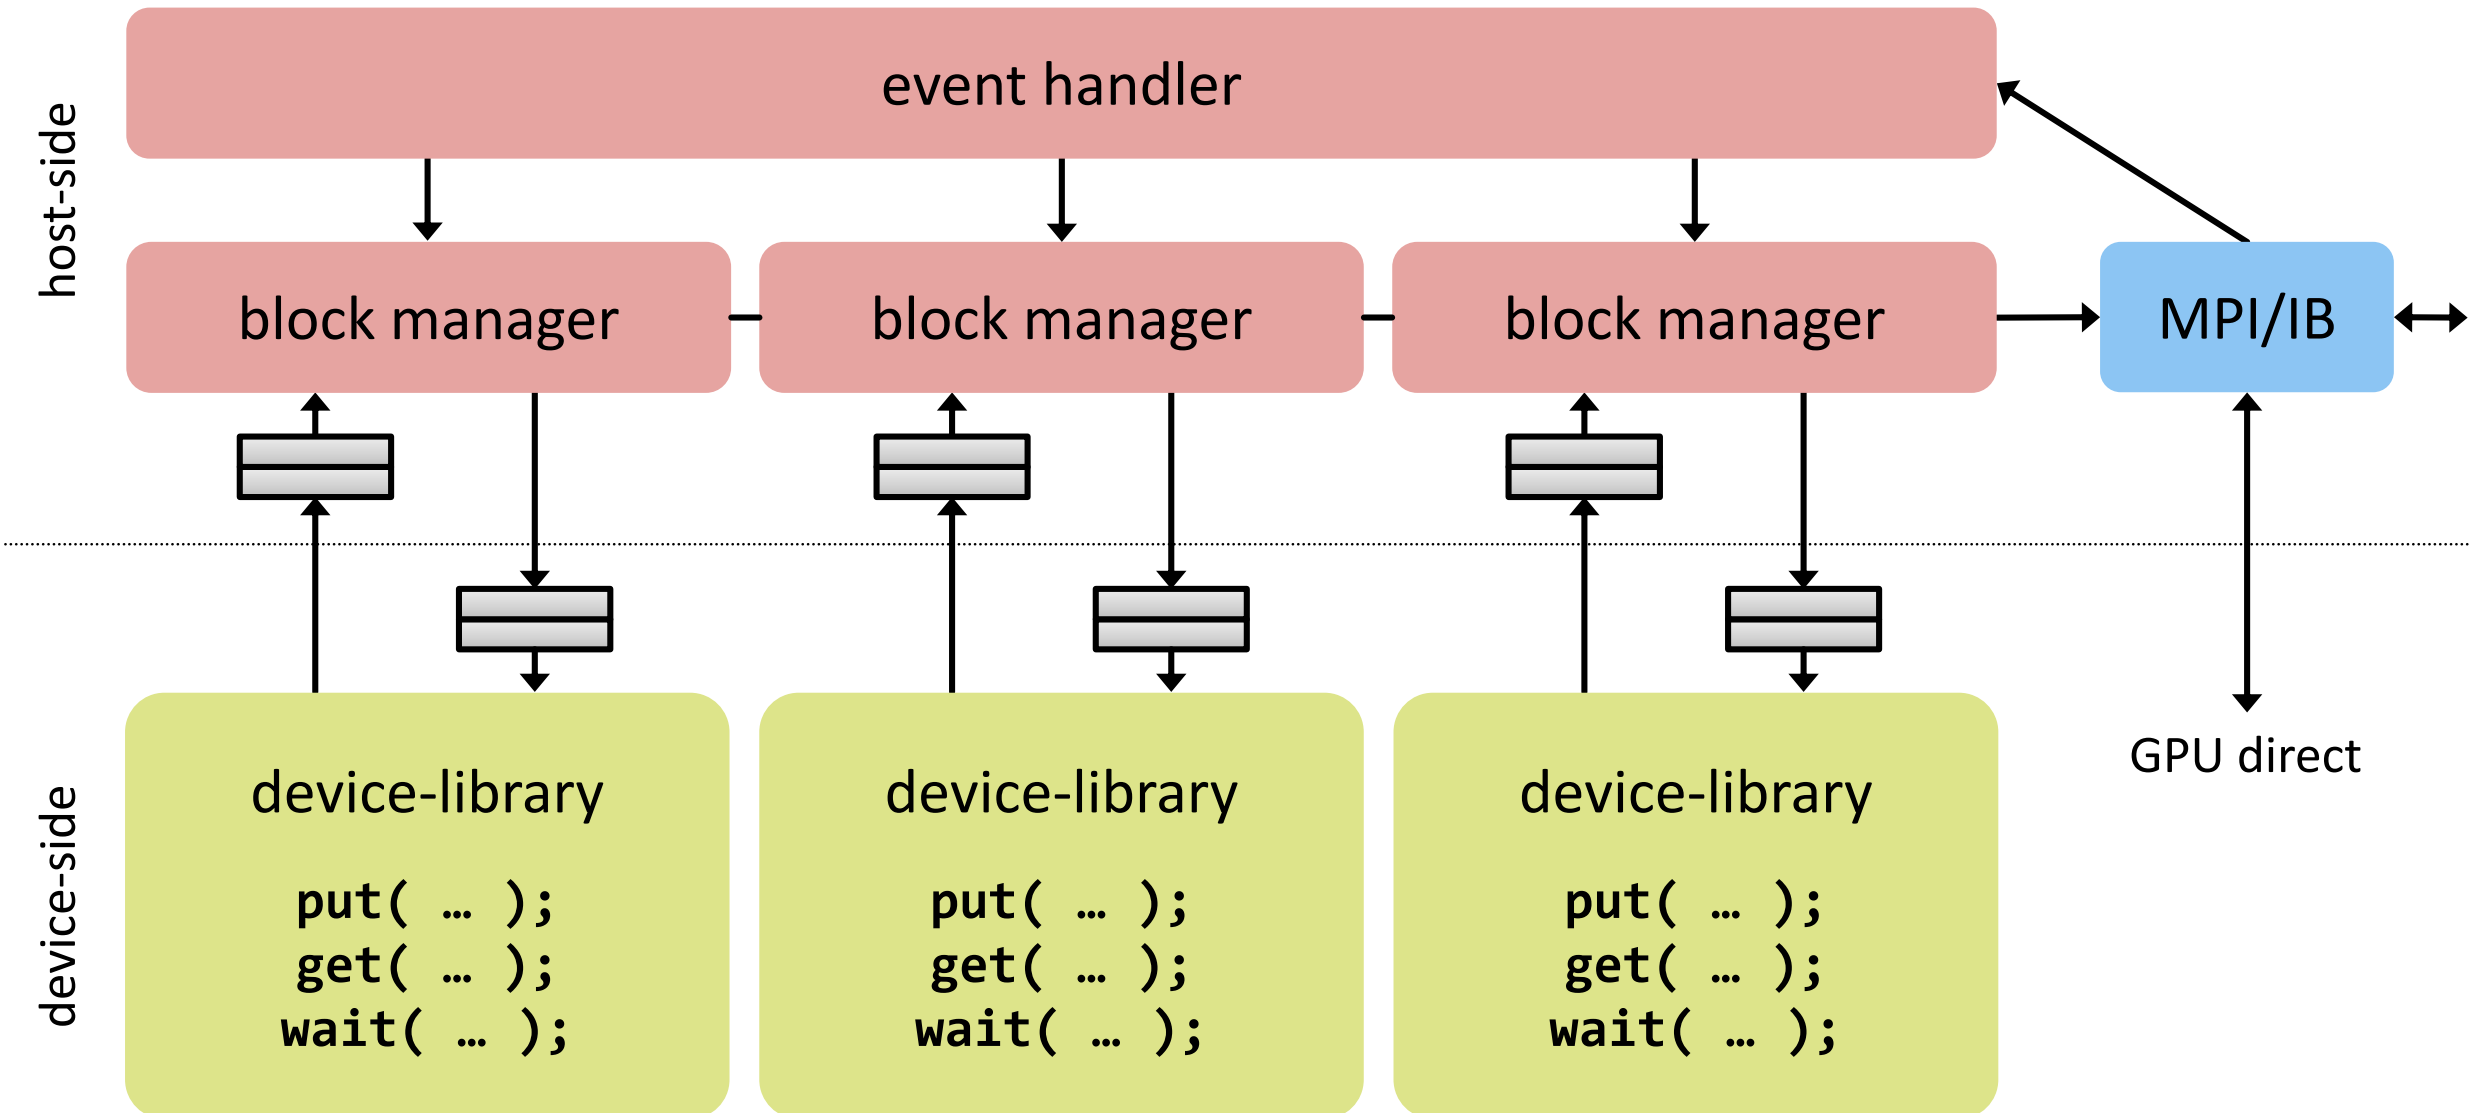 host-side
event handler
block manager
block manager
block manager
MPI/IB
device-side
device-library
put( … );
get( … );
wait( … );
device-library
put( … );
get( … );
wait( … );
device-library
put( … );
get( … );
wait( … );
GPU direct